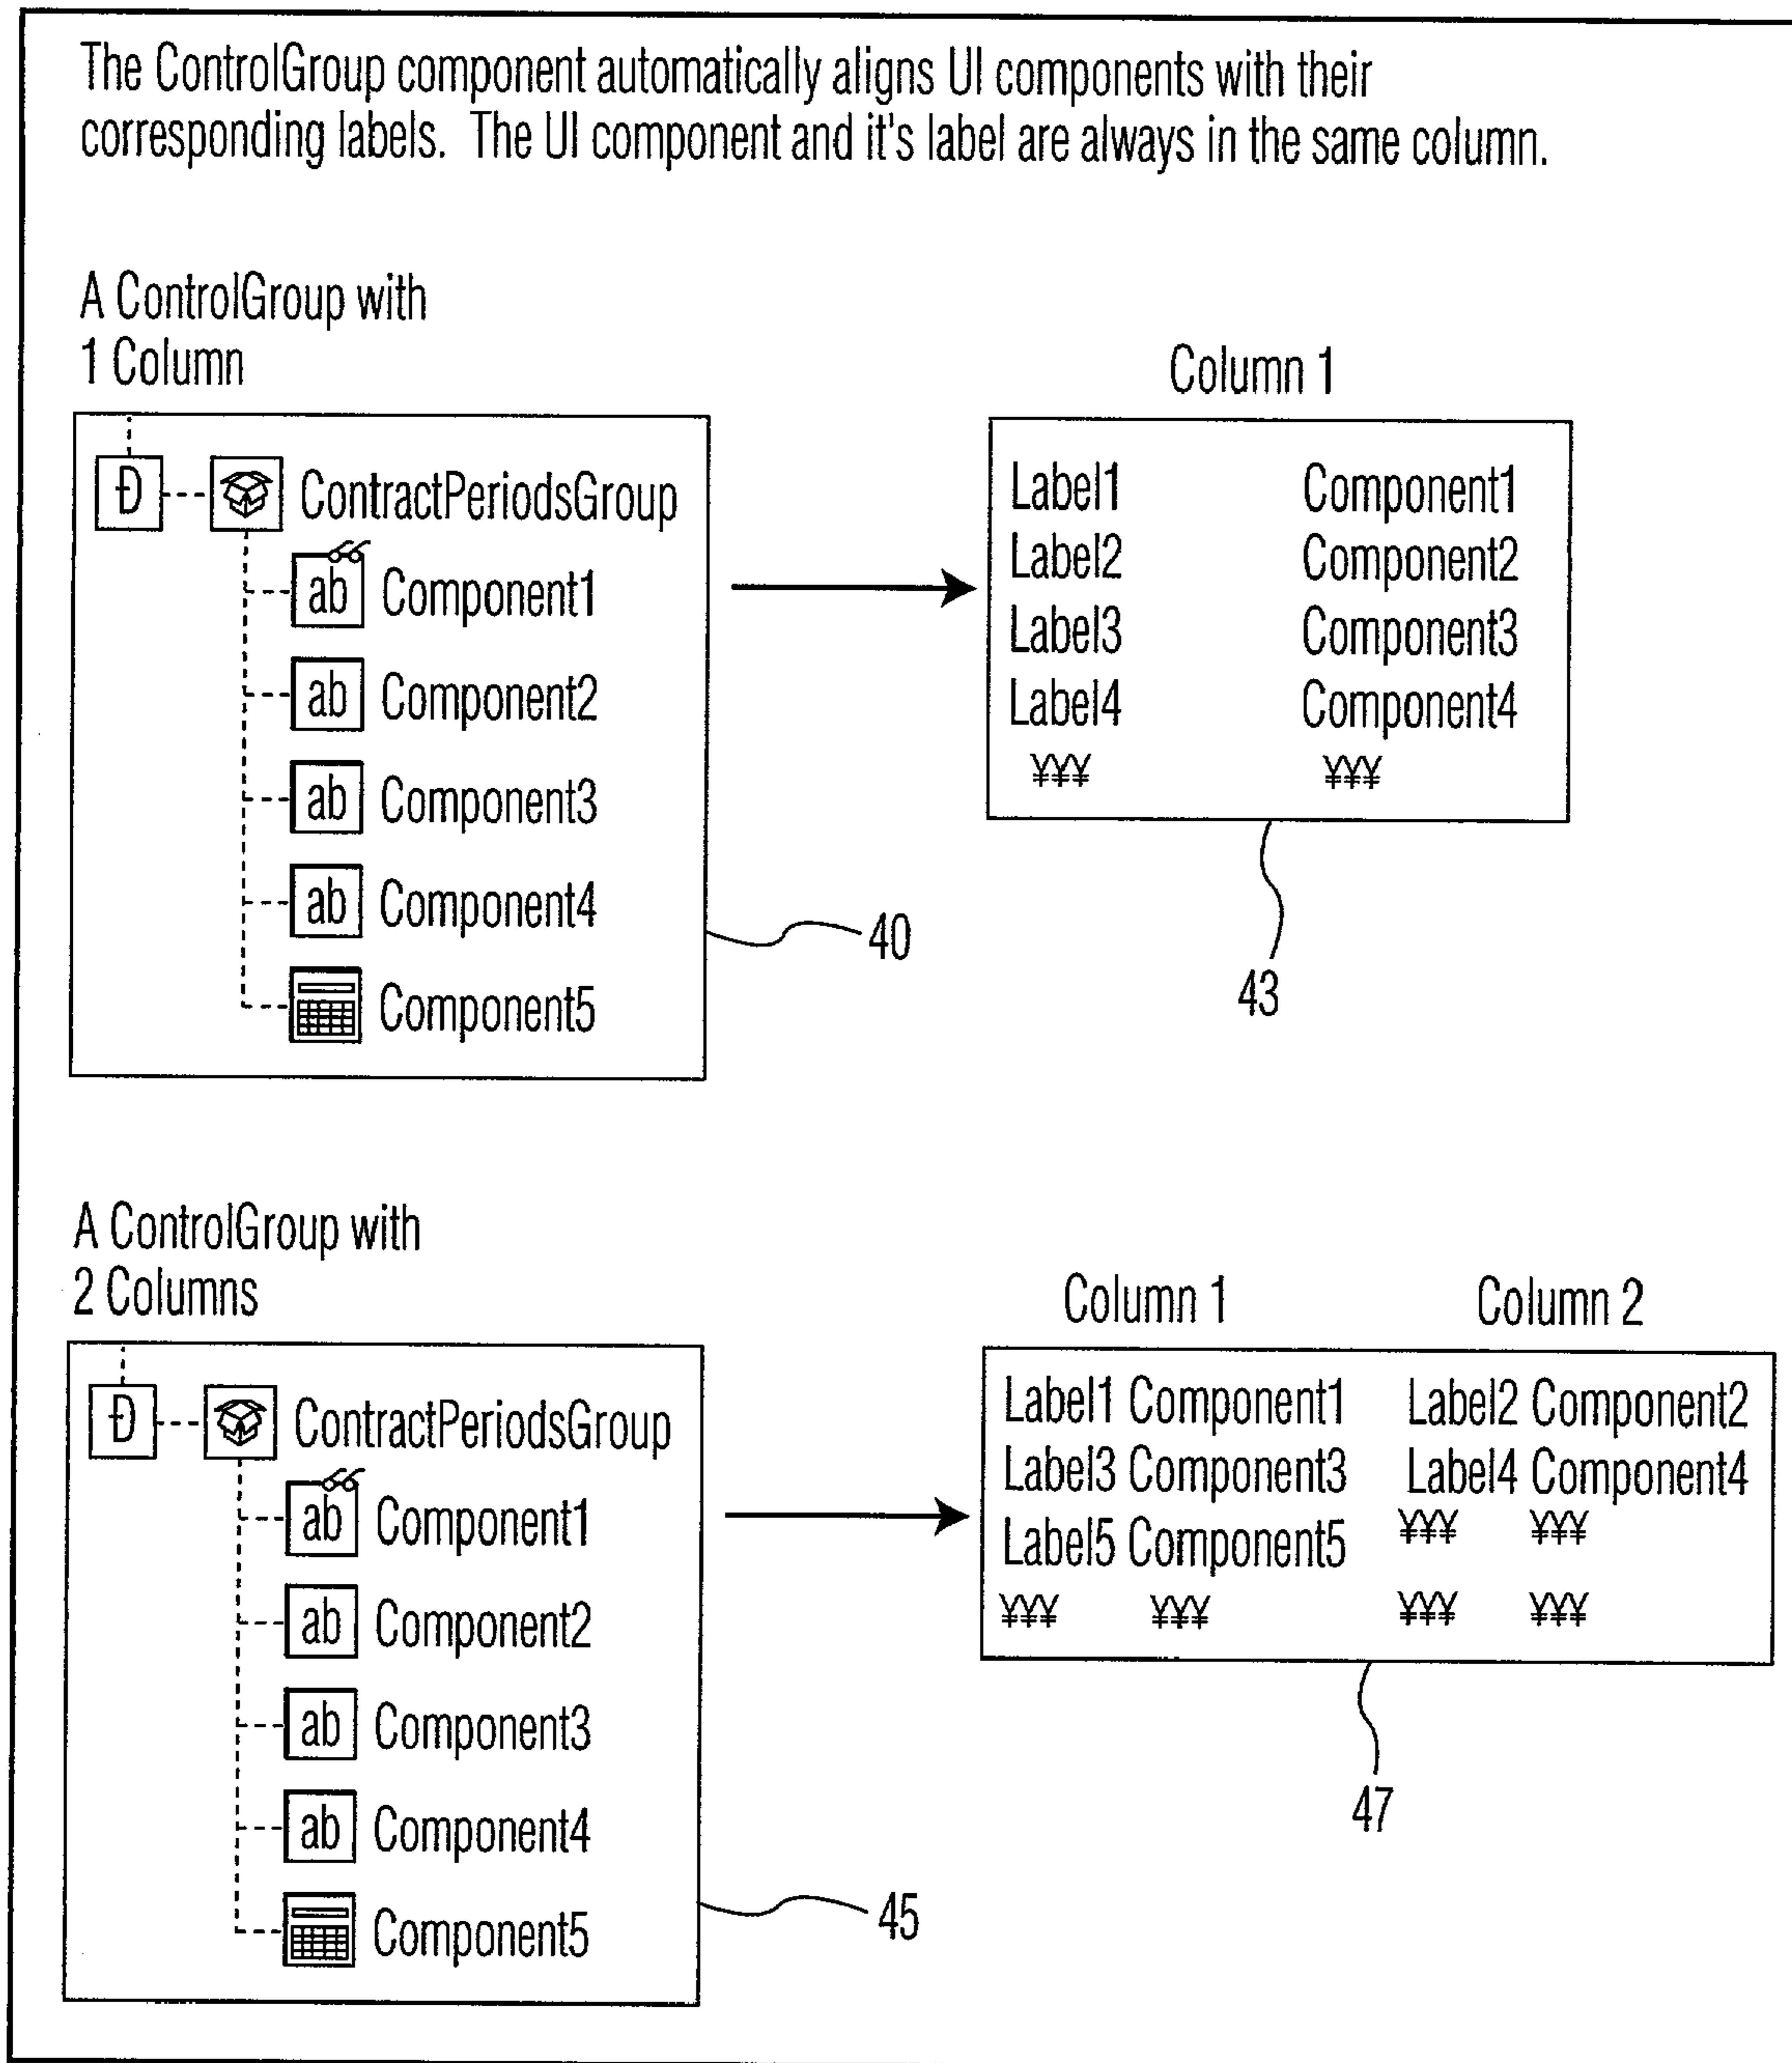 The ControlGroup component automatically aligns UI components with their
corresponding labels. The UI component and it's label are always in the same column.
A ControlGroup with
1 Column
Ð ContractPeriodsGroup
ab Component1
ab Component2
ab Component3
ab Component4
Component5
40
Column 1
Label1 Component1
Label2 Component2
Label3 Component3
Label4 Component4
¥¥¥ ¥¥¥
43
A ControlGroup with
2 Columns
Ð ContractPeriodsGroup
ab Component1
ab Component2
ab Component3
ab Component4
Component5
45
Column 1 Column 2
Label1 Component1 Label2 Component2
Label3 Component3 Label4 Component4
Label5 Component5 ¥¥¥ ¥¥¥
¥¥¥ ¥¥¥ ¥¥¥ ¥¥¥
47